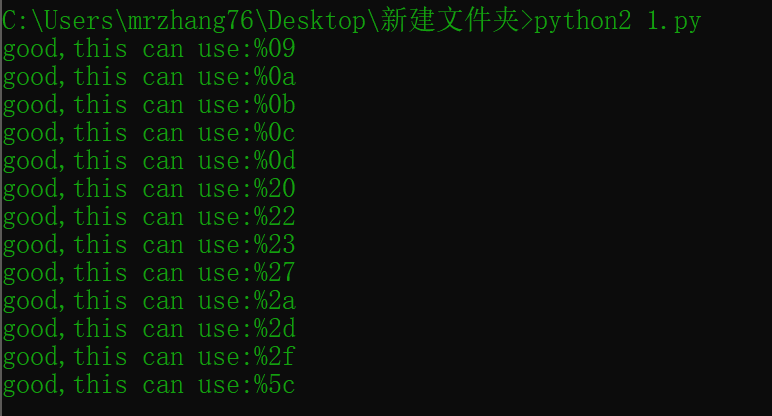 C:\Users\mrzhang76\Desktop\新建文件夹>python2 1.py
good,this can use:%09
good,this can use:%0a
good,this can use:%0b
good,this can use:%0c
good,this can use:%0d
good,this can use:%20
good,this can use:%22
good,this can use:%23
good,this can use:%27
good,this can use:%2a
good,this can use:%2d
good,this can use:%2f
good,this can use:%5c